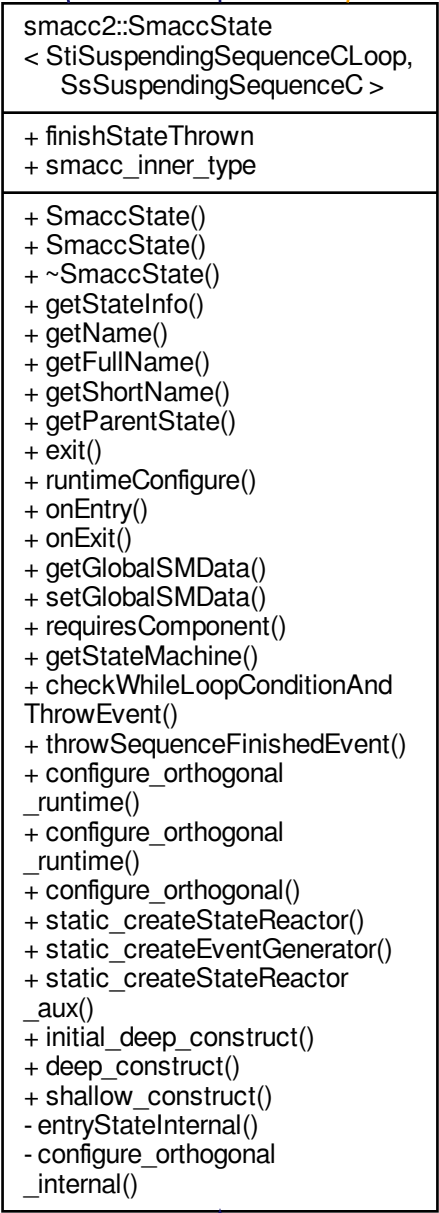 smacc2::SmaccState
< StiSuspendingSequenceCLoop,
SsSuspendingSequenceC >
+ finishStateThrown
+ smacc_inner_type
+ SmaccState()
+ SmaccState()
+ ~SmaccState()
+ getStateInfo()
+ getName()
+ getFullName()
+ getShortName()
+ getParentState()
+ exit()
+ runtimeConfigure()
+ onEntry()
+ onExit()
+ getGlobalSMData()
+ setGlobalSMData()
+ requiresComponent()
+ getStateMachine()
+ checkWhileLoopConditionAnd
ThrowEvent()
+ throwSequenceFinishedEvent()
+ configure_orthogonal
_runtime()
+ configure_orthogonal
_runtime()
+ configure_orthogonal()
+ static_createStateReactor()
+ static_createEventGenerator()
+ static_createStateReactor
_aux()
+ initial_deep_construct()
+ deep_construct()
+ shallow_construct()
- entryStateInternal()
- configure_orthogonal
_internal()